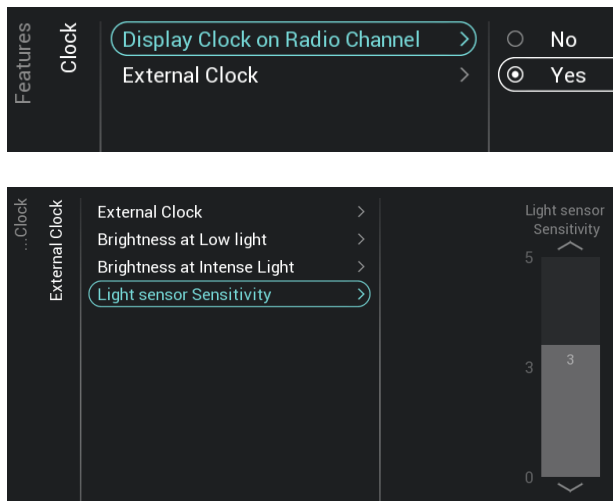 Features
Clock
Display Clock on Radio Channel
External Clock
No
Yes
...Clock
External Clock
External Clock
Brightness at Low light
Brightness at Intense Light
Light sensor Sensitivity
Light sensor
Sensitivity
5
3
3
0